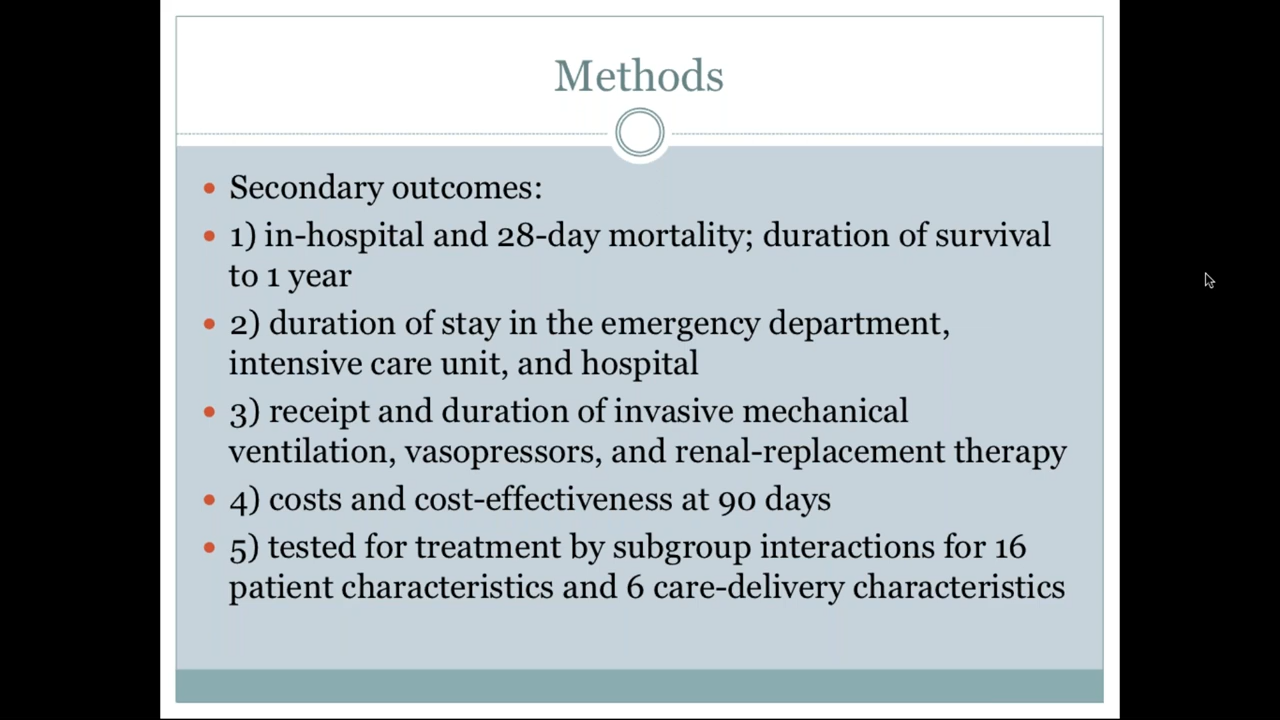 Methods
Secondary outcomes:
1) in-hospital and 28-day mortality; duration of survival
to 1 year
2) duration of stay in the emergency department,
intensive care unit, and hospital
3) receipt and duration of invasive mechanical
ventilation, vasopressors, and renal-replacement therapy
4) costs and cost-effectiveness at 90 days
5) tested for treatment by subgroup interactions for 16
patient characteristics and 6 care-delivery characteristics